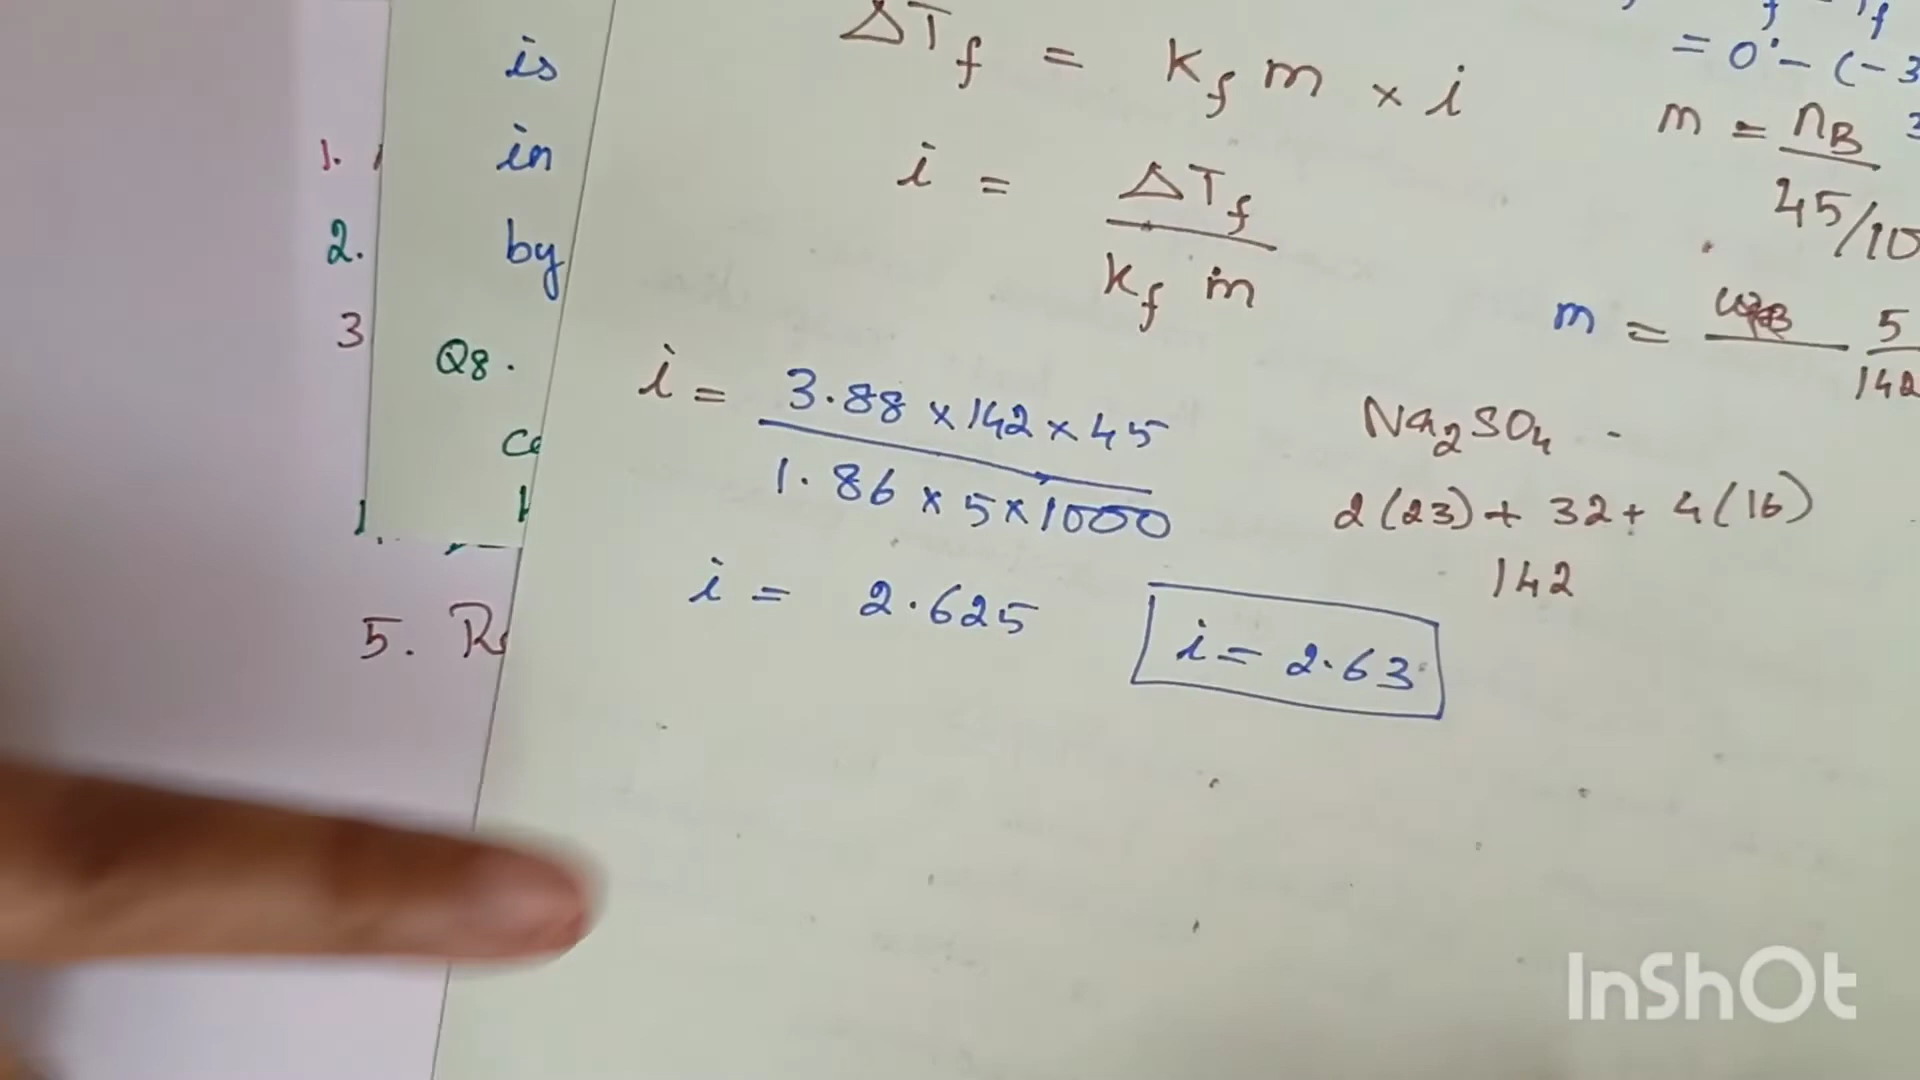 is
in
by
1.
2.
3
Q8.
5.
ΔTf = Kf m × i
i = ΔTf / Kf m
i = 3.88 × 142 × 45 / 1.86 × 5 × 1000
i = 2.625
i = 2.63
= 0° - (-3
m = nB
45/10
m =
5
142
Na2SO4 -
2(23) + 32 + 4(16)
142
InShOt